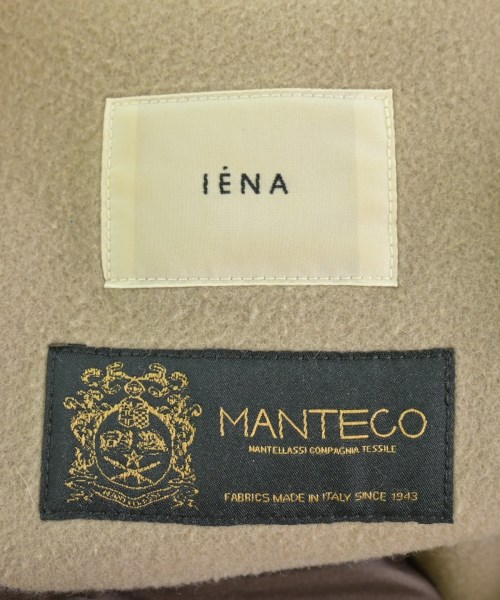 IÉNA
MANTECO
MANTELLASSI COMPAGNIA TESSILE
FABRICS MADE IN ITALY SINCE 1943